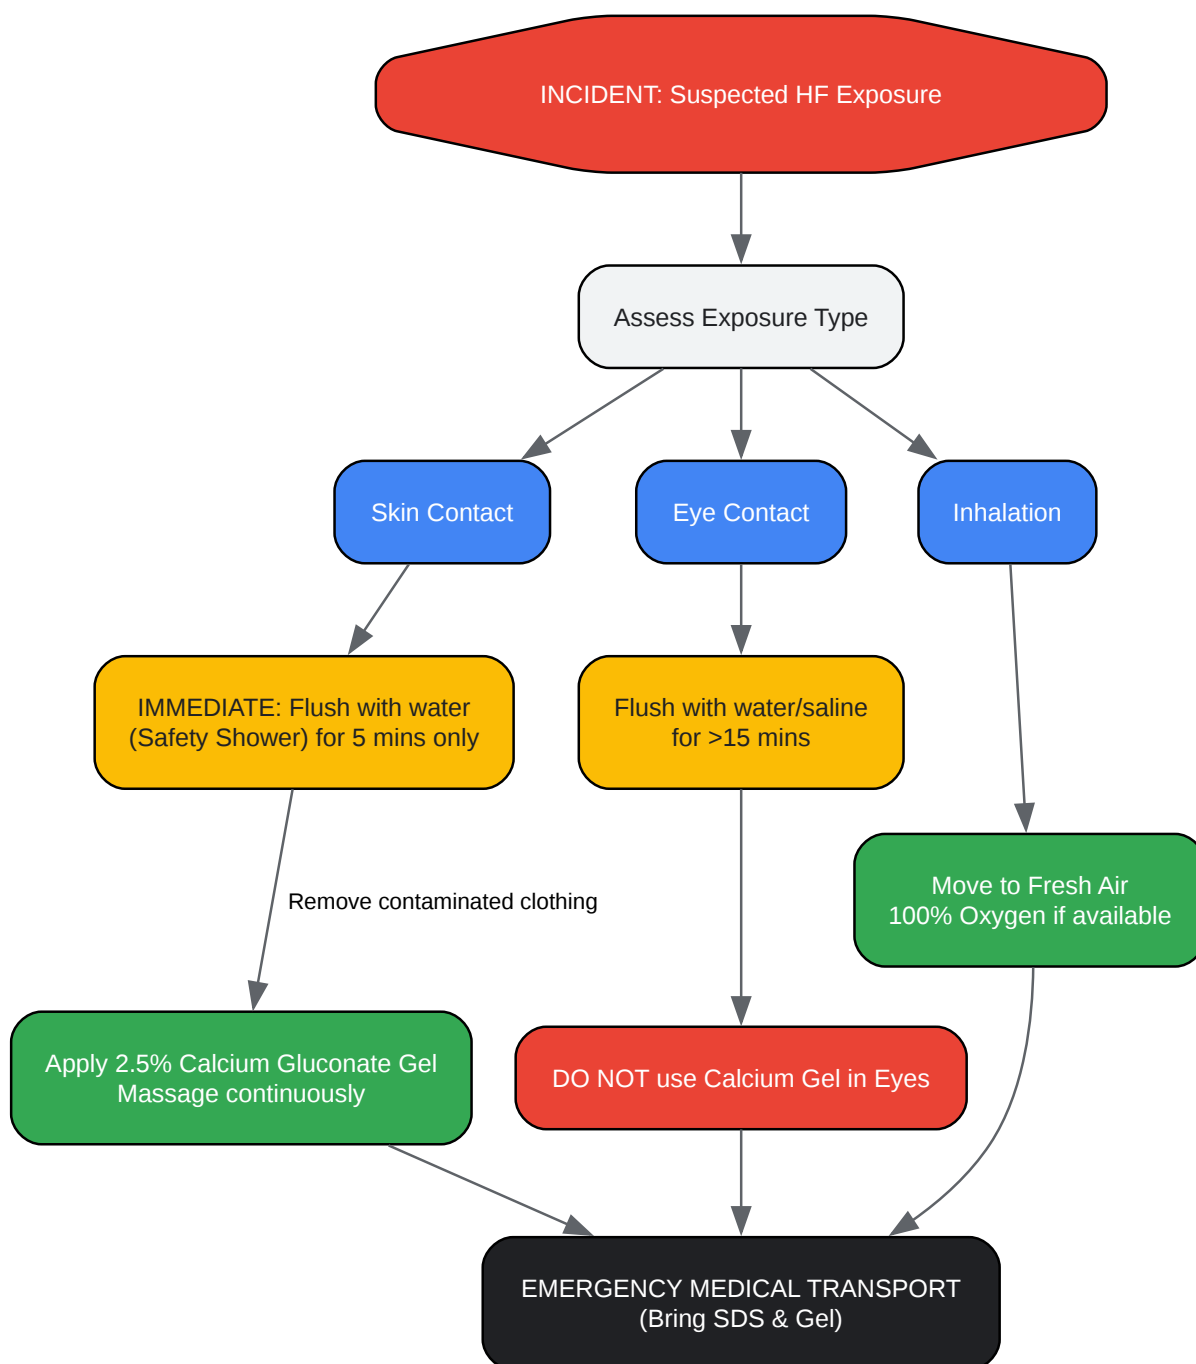 INCIDENT: Suspected HF Exposure
Assess Exposure Type
Skin Contact
Eye Contact
Inhalation
IMMEDIATE: Flush with water
(Safety Shower) for 5 mins only
Flush with water/saline
for >15 mins
Move to Fresh Air
100% Oxygen if available
Remove contaminated clothing
Apply 2.5% Calcium Gluconate Gel
Massage continuously
DO NOT use Calcium Gel in Eyes
EMERGENCY MEDICAL TRANSPORT
(Bring SDS & Gel)